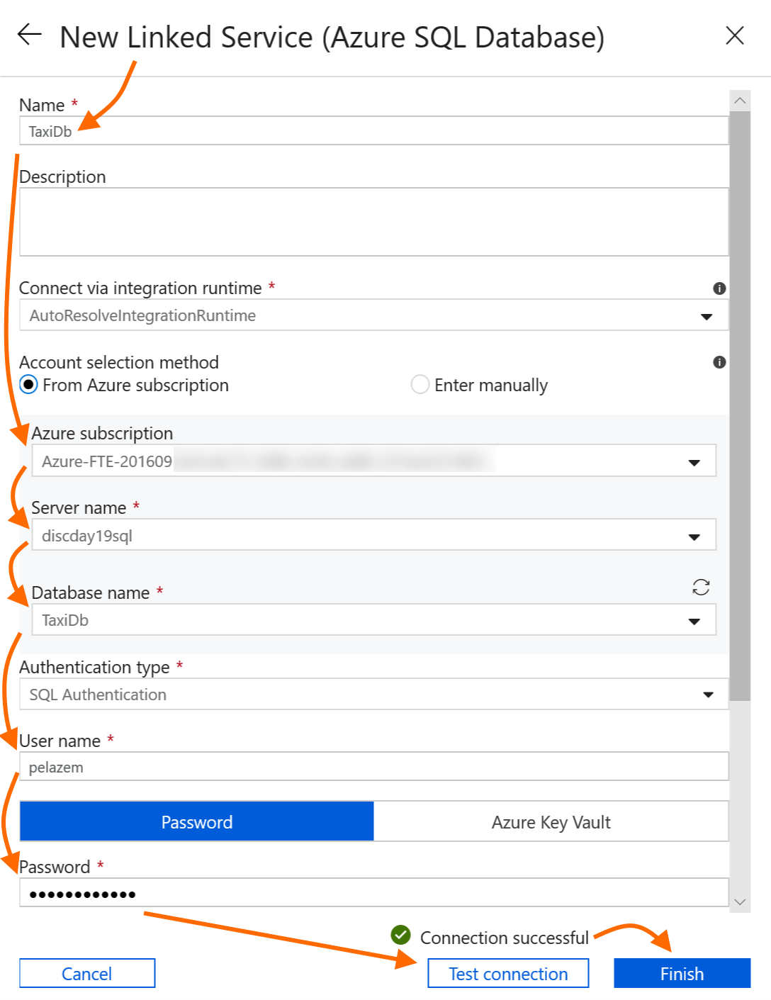 New Linked Service (Azure SQL Database)
Name *
TaxiDb
Description
Connect via integration runtime *
AutoResolveIntegrationRuntime
Account selection method
From Azure subscription Enter manually
Azure subscription
Azure-FTE-201609
Server name *
discday19sql
Database name *
TaxiDb
Authentication type *
SQL Authentication
User name *
pelazem
Password Azure Key Vault
Password *
••••••••••••
Connection successful
Cancel Test connection Finish